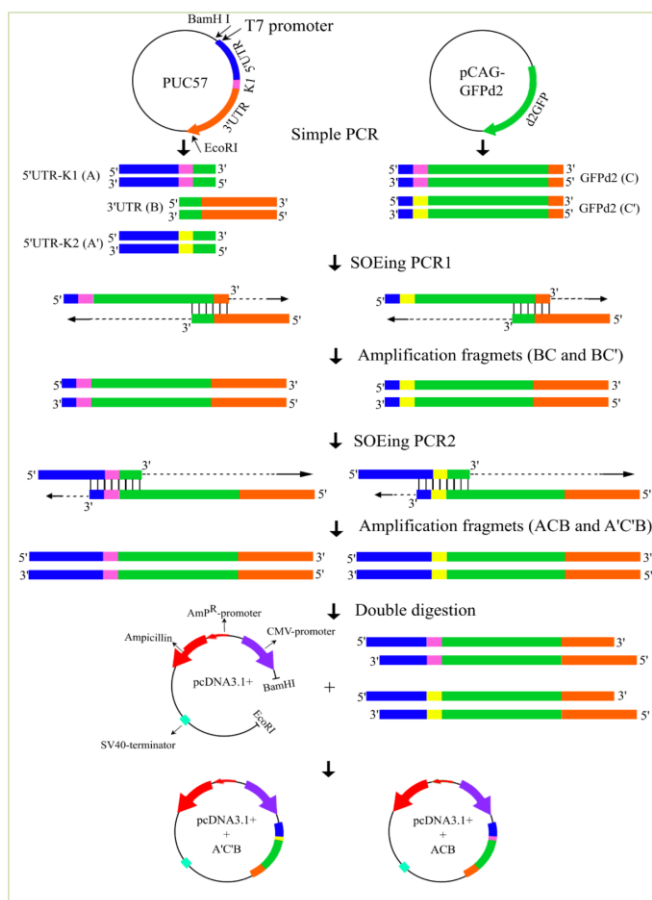 BamH I
T7 promoter
5'UTR
K1
3'UTR
PUC57
EcoRI
pCAG-
GFPd2
d2GFP
Simple PCR
5'UTR-K1 (A)
5' 3'
3' 5'
3'UTR (B)
5' 3'
3' 5'
5'UTR-K2 (A')
5' 3'
3' 5'
5' 3'
3' 5'
GFPd2 (C)
5' 3'
3' 5'
GFPd2 (C')
SOEing PCR1
5' 3'
3' 5'
5' 3'
3' 5'
Amplification fragmets (BC and BC')
5' 3'
3' 5'
5' 3'
3' 5'
SOEing PCR2
5' 3'
3' 5'
5' 3'
3' 5'
Amplification fragmets (ACB and A'C'B)
5' 3'
3' 5'
5' 3'
3' 5'
Double digestion
AmPR-promoter
Ampicillin
CMV-promoter
pcDNA3.1+
BamHI
EcoRI
SV40-terminator
+
5' 3'
3' 5'
5' 3'
3' 5'
pcDNA3.1+
+
A'C'B
pcDNA3.1+
+
ACB